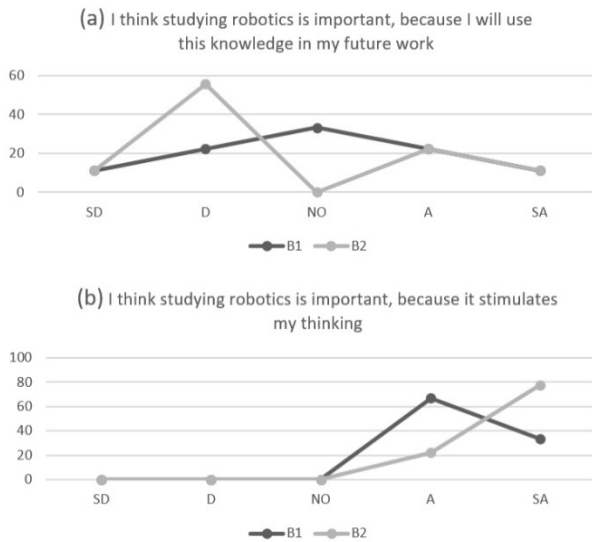 (a) I think studying robotics is important, because I will use
this knowledge in my future work
60
40
20
0
SD D NO A SA
B1 B2
(b) I think studying robotics is important, because it stimulates
my thinking
100
80
60
40
20
0
SD D NO A SA
B1 B2